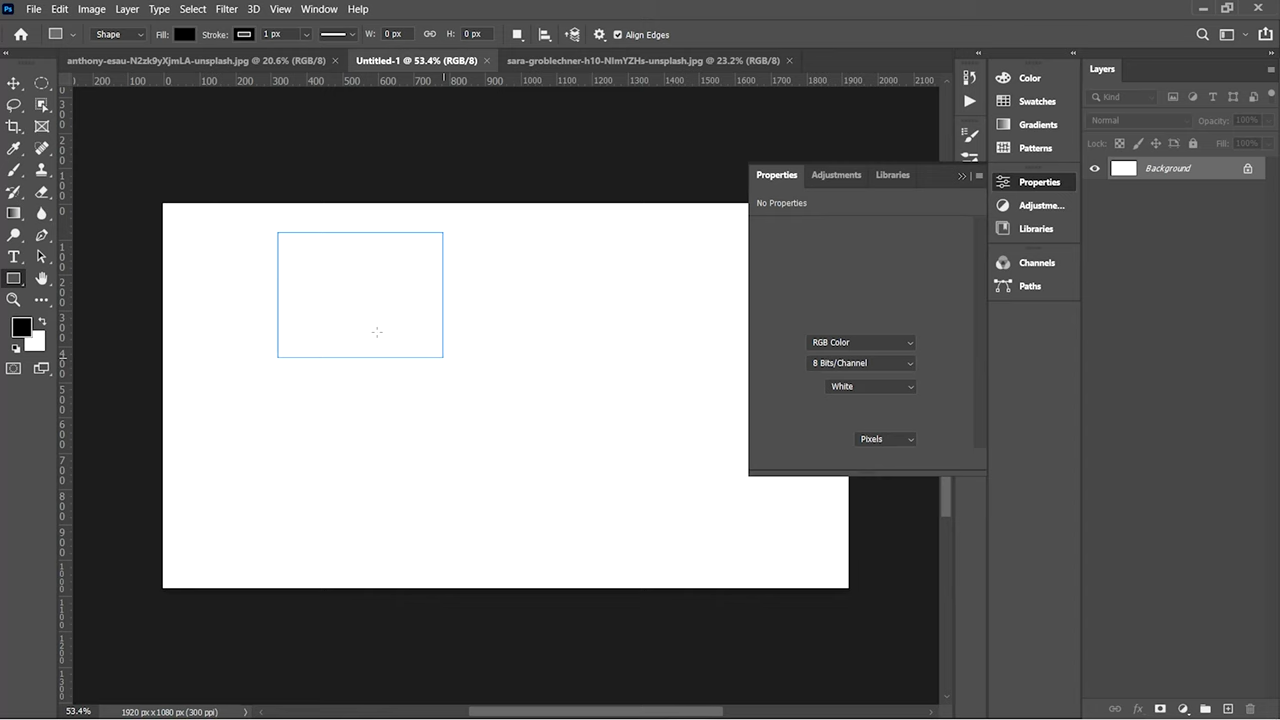 Ps File Edit Image Layer Type Select Filter 3D View Window Help
Shape Fill: Stroke: 1 px W: 0 px H: 0 px Align Edges
anthony-esau-N2zk9yXjmLA-unsplash.jpg @ 20.6% (RGB/8) × Untitled-1 @ 53.4% (RGB/8) × sara-groblechner-h10-NImYZHs-unsplash.jpg @ 23.2% (RGB/8) ×
200 100 0 100 200 300 400 500 600 700 800 900 1000 1100 1200 1300 1400 1500 1600 1700 1800 1900 2000 2100
Properties Adjustments Libraries
No Properties
RGB Color
8 Bits/Channel
White
Pixels
Color
Swatches
Gradients
Patterns
Properties
Adjustme...
Libraries
Channels
Paths
Layers
Kind
Normal Opacity: 100%
Lock: Fill: 100%
Background
53.4% 1920 px x 1080 px (300 ppi)